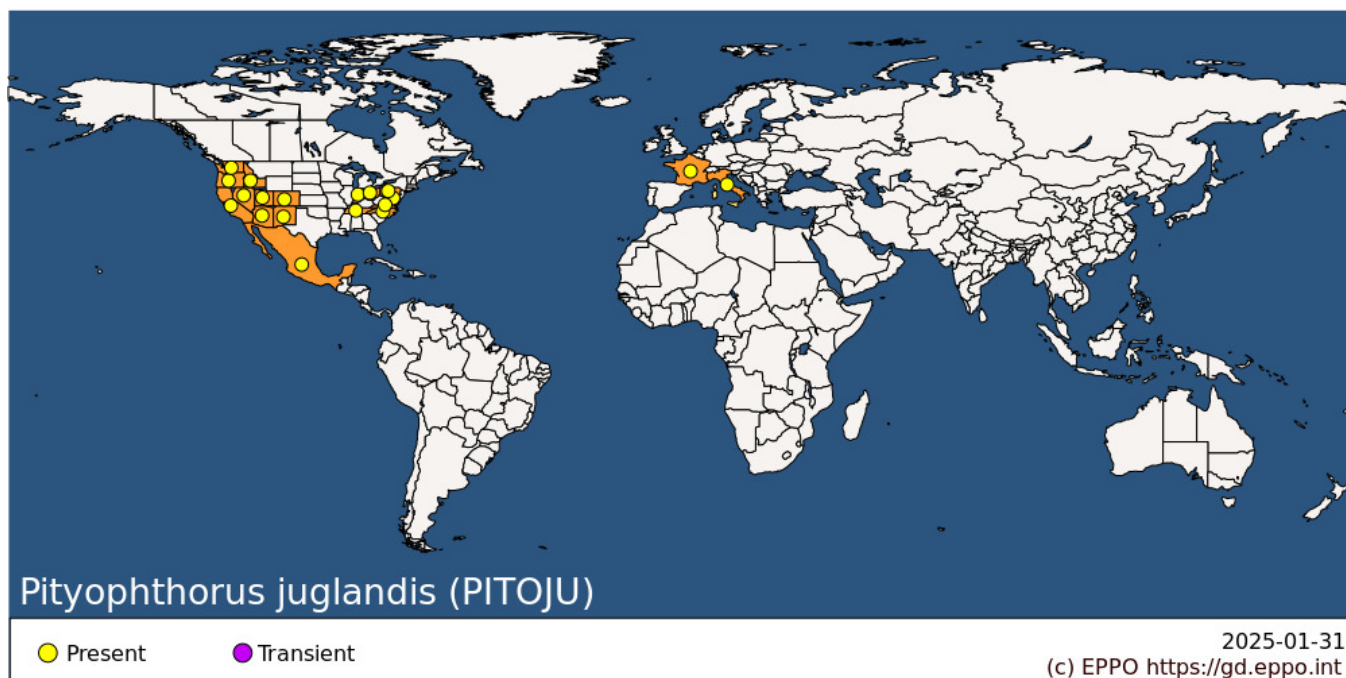 Pityophthorus juglandis (PITOJU)
Present
Transient
2025-01-31
(c) EPPO https://gd.eppo.int